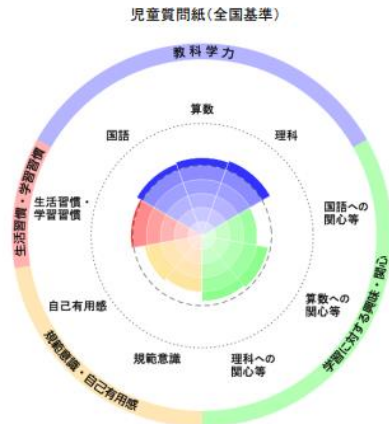 児童質問紙(全国基準)
教科学力
算数
国語
理科
生活習慣・学習習慣
生活習慣・
学習習慣
国語への
関心等
自己有用感
算数への
関心等
規範意識
理科への
関心等
規範意識・自己有用感
学習に対する興味・関心